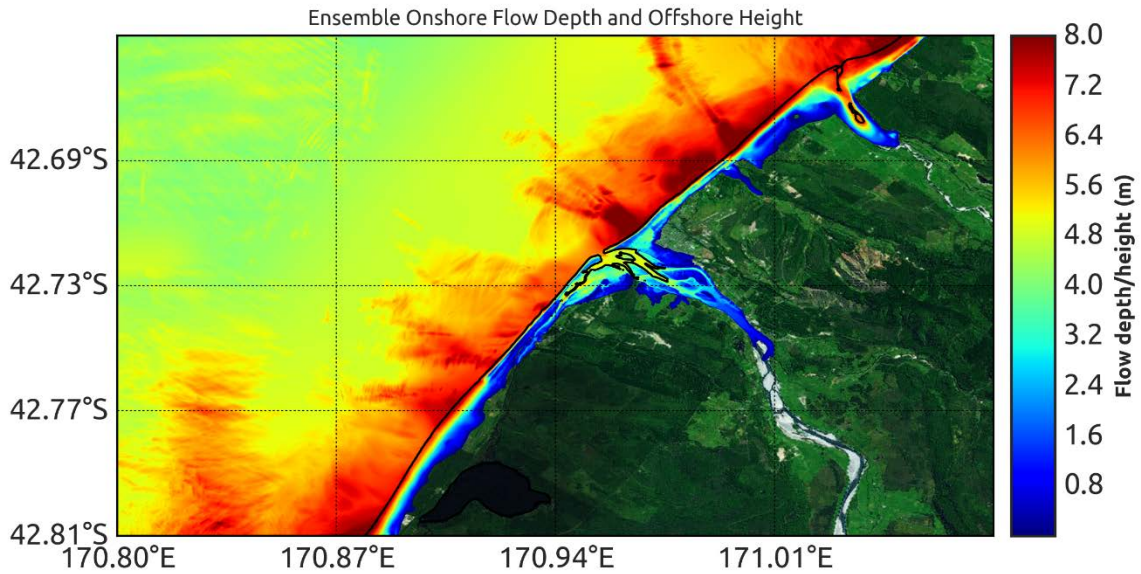 Ensemble Onshore Flow Depth and Offshore Height
42.69°S
42.73°S
42.77°S
42.81°S
170.80°E
170.87°E
170.94°E
171.01°E
8.0
7.2
6.4
5.6
4.8
4.0
3.2
2.4
1.6
0.8
Flow depth/height (m)